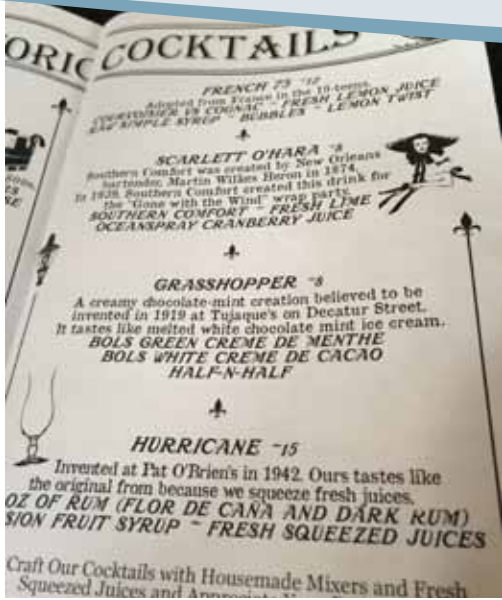 ORIC
COCKTAILS
FRENCH 75 ~12
Adopted from France in the 19-teens.
COURVOISIER VS COGNAC ~ FRESH LEMON JUICE
RAW SIMPLE SYRUP ~ BUBBLES ~ LEMON TWIST
SCARLETT O'HARA ~8
Southern Comfort was created by New Orleans
bartender, Martin Wilkes Heron in 1874.
In 1939, Southern Comfort created this drink for
the "Gone with the Wind" wrap party.
SOUTHERN COMFORT ~ FRESH LIME
OCEANSPRAY CRANBERRY JUICE
GRASSHOPPER ~8
A creamy chocolate-mint creation believed to be
invented in 1919 at Tujaque's on Decatur Street.
It tastes like melted white chocolate mint ice cream.
BOLS GREEN CREME DE MENTHE
BOLS WHITE CREME DE CACAO
HALF-N-HALF
HURRICANE ~15
Invented at Pat O'Brien's in 1942. Ours tastes like
the original from because we squeeze fresh juices.
OZ OF RUM (FLOR DE CAÑA AND DARK RUM)
SION FRUIT SYRUP ~ FRESH SQUEEZED JUICES
Craft Our Cocktails with Housemade Mixers and Fresh
Squeezed Juices and Appreciate